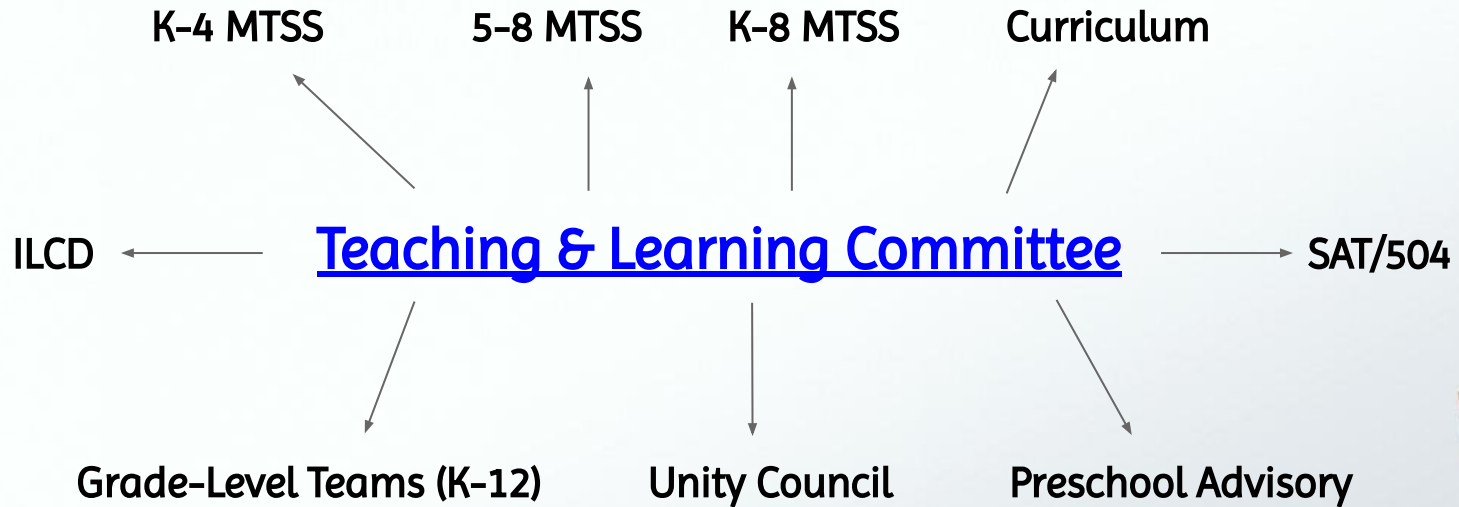 K-4 MTSS
5-8 MTSS
K-8 MTSS
Curriculum
ILCD
Teaching & Learning Committee
SAT/504
Grade-Level Teams (K-12)
Unity Council
Preschool Advisory